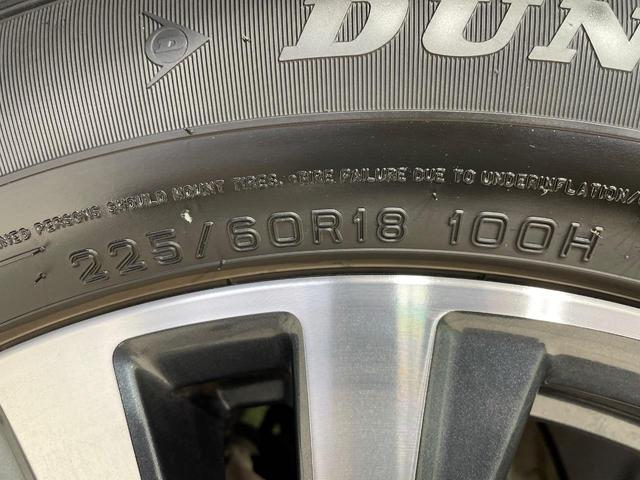 D
DUN
NED PERSONS SHOULD MOUNT TIRES. •TIRE FAILURE DUE TO UNDERINFLATION/
225/60R18 100H